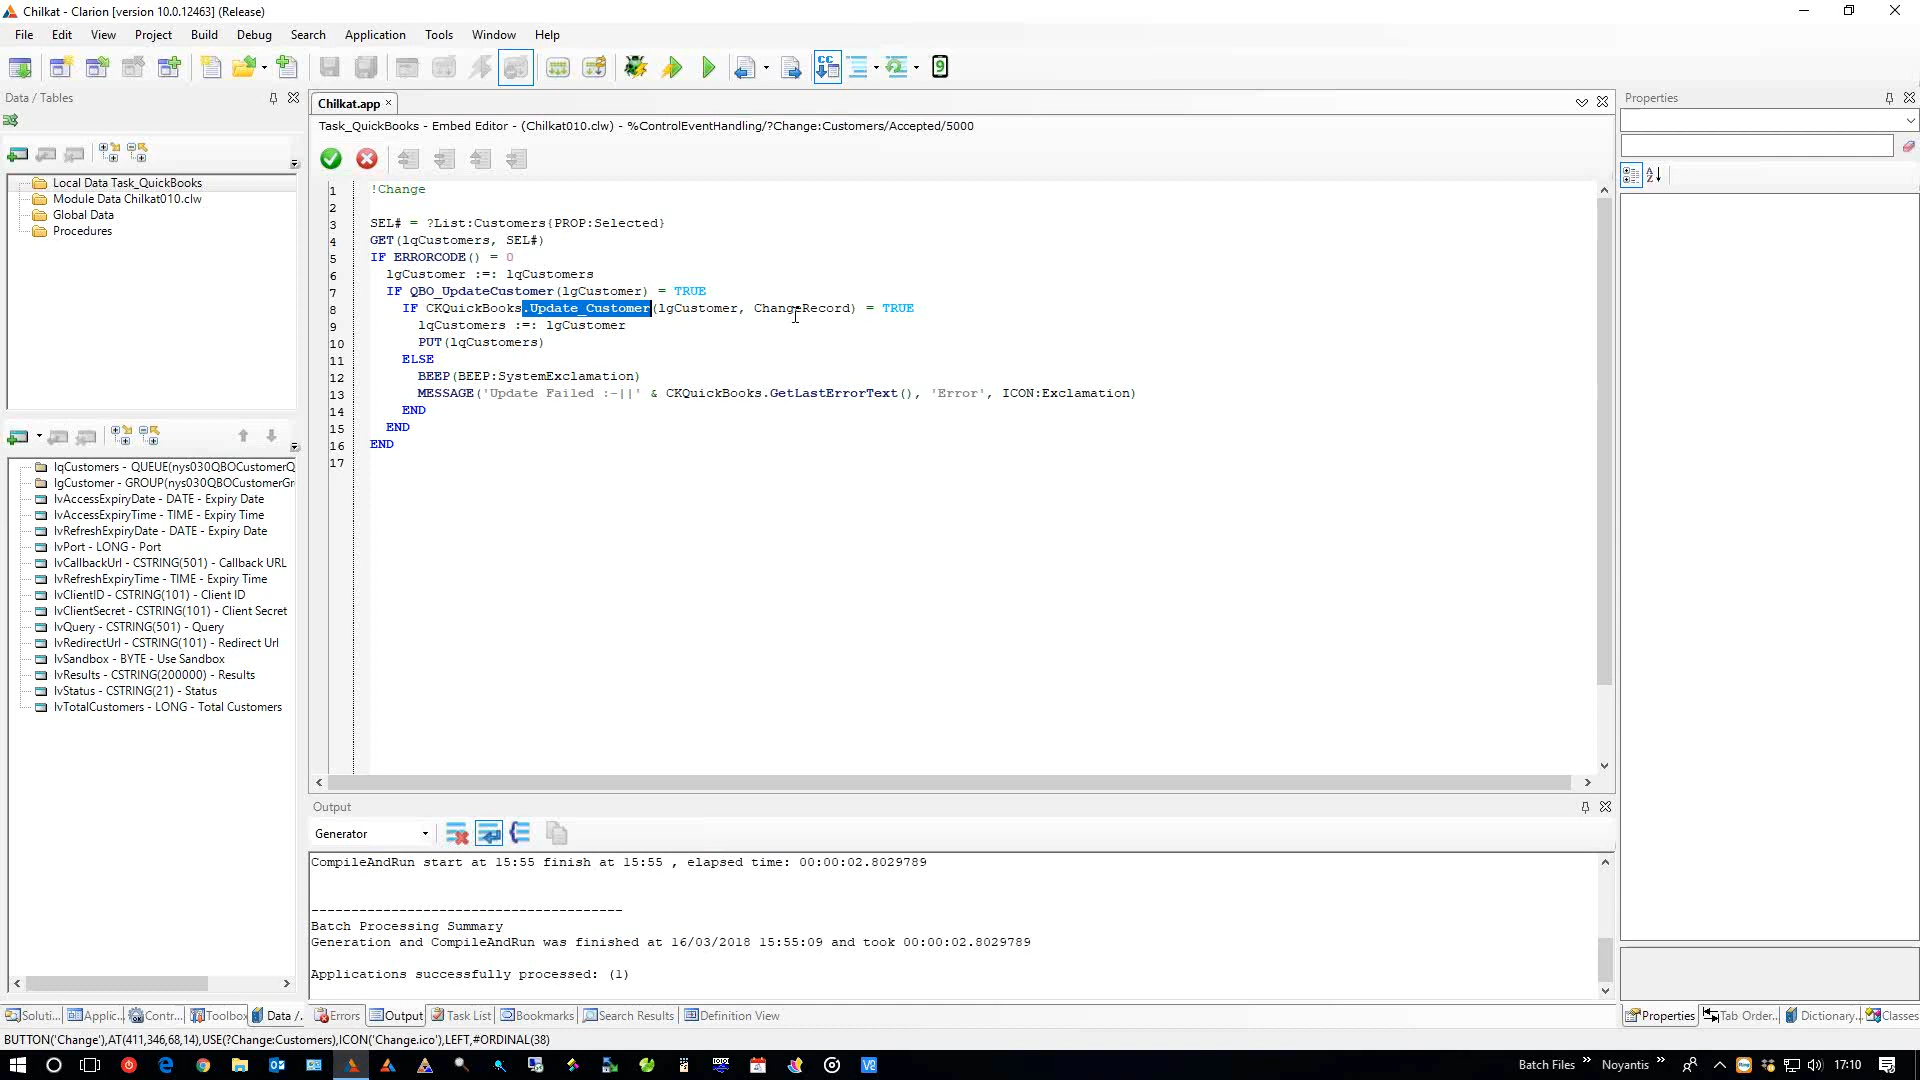 Chilkat - Clarion [version 10.0.12463] (Release)
File Edit View Project Build Debug Search Application Tools Window Help
Data / Tables
Local Data Task_QuickBooks
Module Data Chilkat010.clw
Global Data
Procedures
lqCustomers - QUEUE(nys030QBOCustomerQ
lgCustomer - GROUP(nys030QBOCustomerGr
lvAccessExpiryDate - DATE - Expiry Date
lvAccessExpiryTime - TIME - Expiry Time
lvRefreshExpiryDate - DATE - Expiry Date
lvPort - LONG - Port
lvCallbackUrl - CSTRING(501) - Callback URL
lvRefreshExpiryTime - TIME - Expiry Time
lvClientID - CSTRING(101) - Client ID
lvClientSecret - CSTRING(101) - Client Secret
lvQuery - CSTRING(501) - Query
lvRedirectUrl - CSTRING(101) - Redirect Url
lvSandbox - BYTE - Use Sandbox
lvResults - CSTRING(200000) - Results
lvStatus - CSTRING(21) - Status
lvTotalCustomers - LONG - Total Customers
Soluti... Applic... Contr... Toolbox Data /...
Chilkat.app
Task_QuickBooks - Embed Editor - (Chilkat010.clw) - %ControlEventHandling/?Change:Customers/Accepted/5000
1 !Change
2
3 SEL# = ?List:Customers{PROP:Selected}
4 GET(lqCustomers, SEL#)
5 IF ERRORCODE() = 0
6 lgCustomer :=: lqCustomers
7 IF QBO_UpdateCustomer(lgCustomer) = TRUE
8 IF CKQuickBooks.Update_Customer(lgCustomer, ChangeRecord) = TRUE
9 lqCustomers :=: lgCustomer
10 PUT(lqCustomers)
11 ELSE
12 BEEP(BEEP:SystemExclamation)
13 MESSAGE('Update Failed :-||' & CKQuickBooks.GetLastErrorText(), 'Error', ICON:Exclamation)
14 END
15 END
16 END
17
Output
Generator
CompileAndRun start at 15:55 finish at 15:55 , elapsed time: 00:00:02.8029789
---------------------------------------
Batch Processing Summary
Generation and CompileAndRun was finished at 16/03/2018 15:55:09 and took 00:00:02.8029789
Applications successfully processed: (1)
Errors Output Task List Bookmarks Search Results Definition View
Properties
Properties Tab Order... Dictionary... Classes
BUTTON('Change'),AT(411,346,68,14),USE(?Change:Customers),ICON('Change.ico'),LEFT,#ORDINAL(38)
Batch Files » Noyantis » 17:10